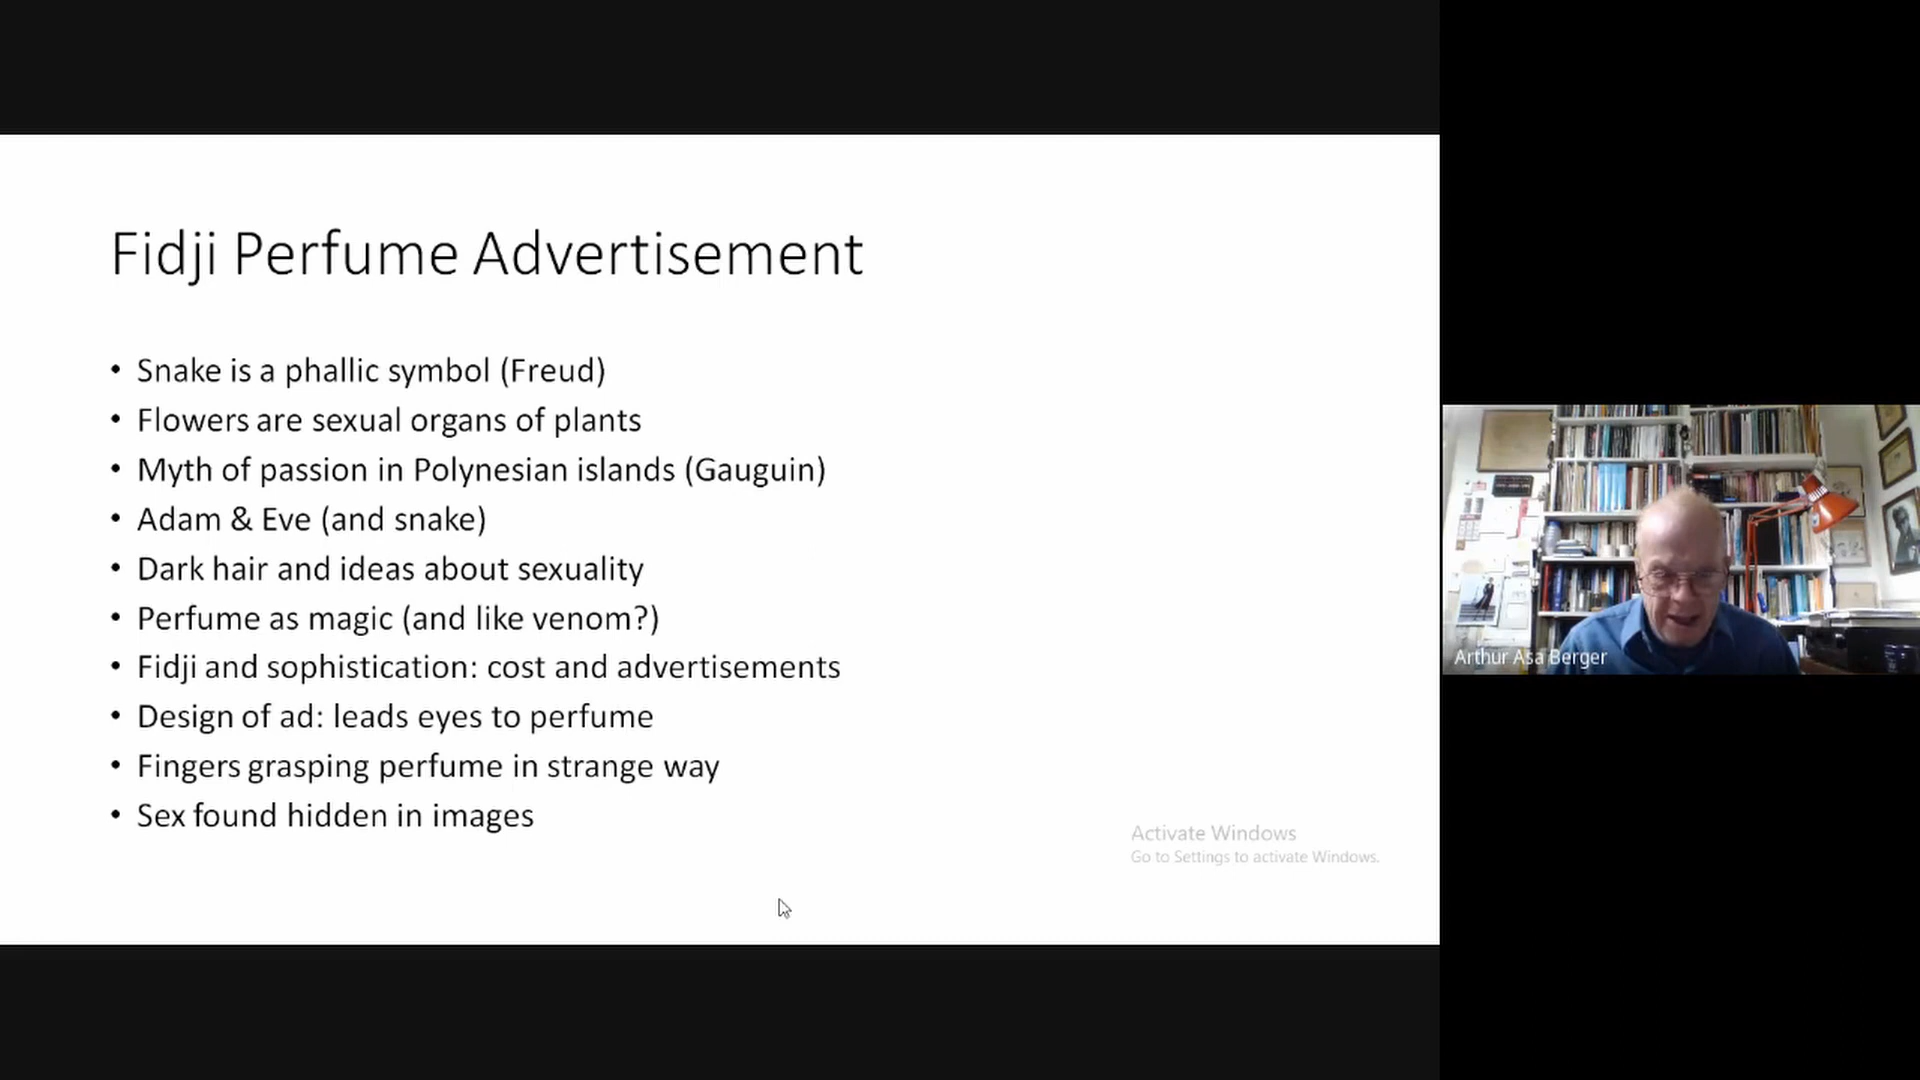 Fidji Perfume Advertisement
• Snake is a phallic symbol (Freud)
• Flowers are sexual organs of plants
• Myth of passion in Polynesian islands (Gauguin)
• Adam & Eve (and snake)
• Dark hair and ideas about sexuality
• Perfume as magic (and like venom?)
• Fidji and sophistication: cost and advertisements
• Design of ad: leads eyes to perfume
• Fingers grasping perfume in strange way
• Sex found hidden in images
Activate Windows
Go to Settings to activate Windows.
Arthur Asa Berger